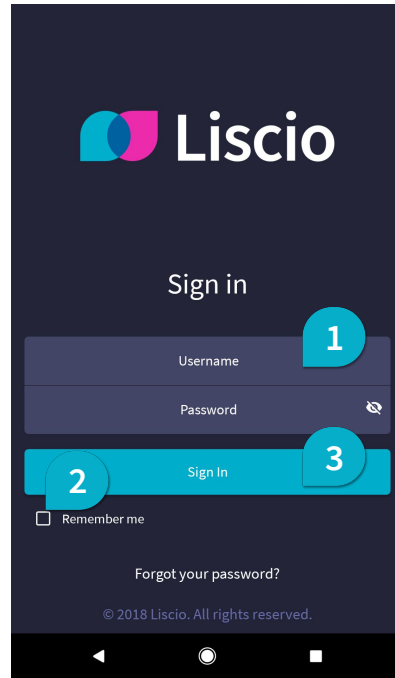 Liscio
Sign in
1
Username
Password
3
Sign In
2
Remember me
Forgot your password?
© 2018 Liscio. All rights reserved.